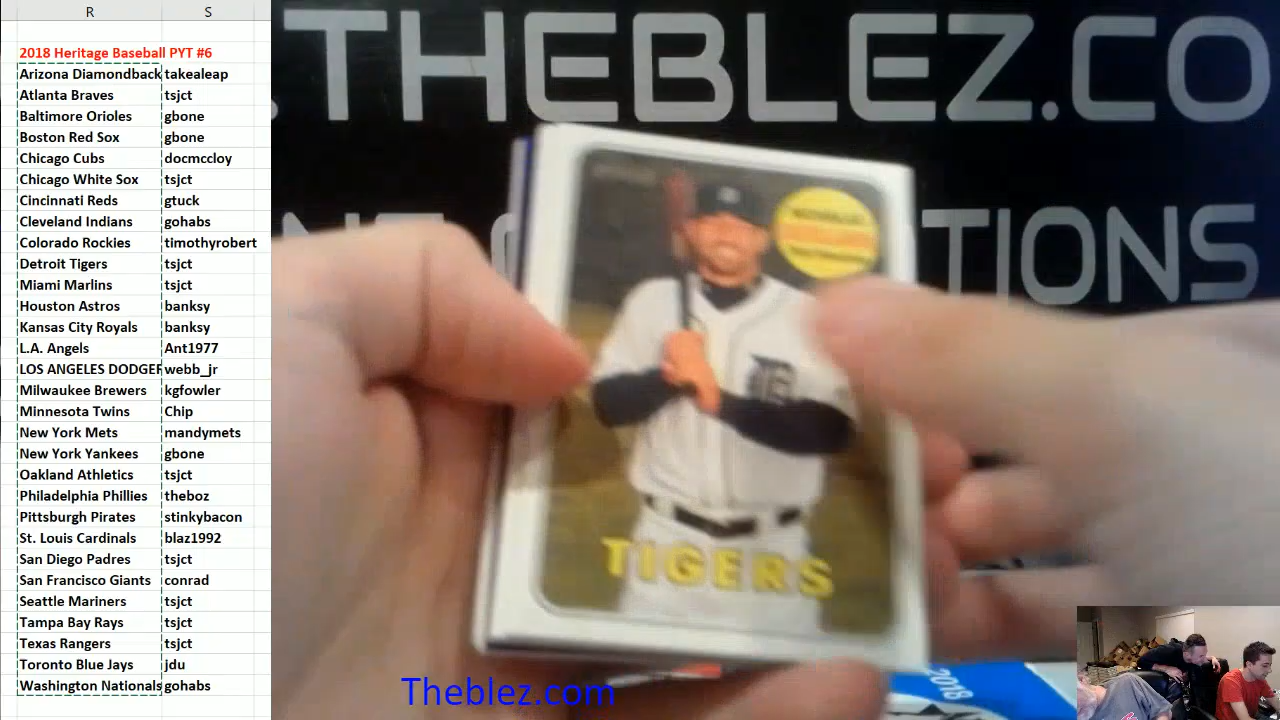 R S
2018 Heritage Baseball PYT #6
Arizona Diamondback takealeap
Atlanta Braves tsjct
Baltimore Orioles gbone
Boston Red Sox gbone
Chicago Cubs docmccloy
Chicago White Sox tsjct
Cincinnati Reds gtuck
Cleveland Indians gohabs
Colorado Rockies timothyrobert
Detroit Tigers tsjct
Miami Marlins tsjct
Houston Astros banksy
Kansas City Royals banksy
L.A. Angels Ant1977
LOS ANGELES DODGER webb_jr
Milwaukee Brewers kgfowler
Minnesota Twins Chip
New York Mets mandymets
New York Yankees gbone
Oakland Athletics tsjct
Philadelphia Phillies theboz
Pittsburgh Pirates stinkybacon
St. Louis Cardinals blaz1992
San Diego Padres tsjct
San Francisco Giants conrad
Seattle Mariners tsjct
Tampa Bay Rays tsjct
Texas Rangers tsjct
Toronto Blue Jays jdu
Washington Nationals gohabs
.THEBLEZ.CO
TIONS
TIGERS
2018
Theblez.com